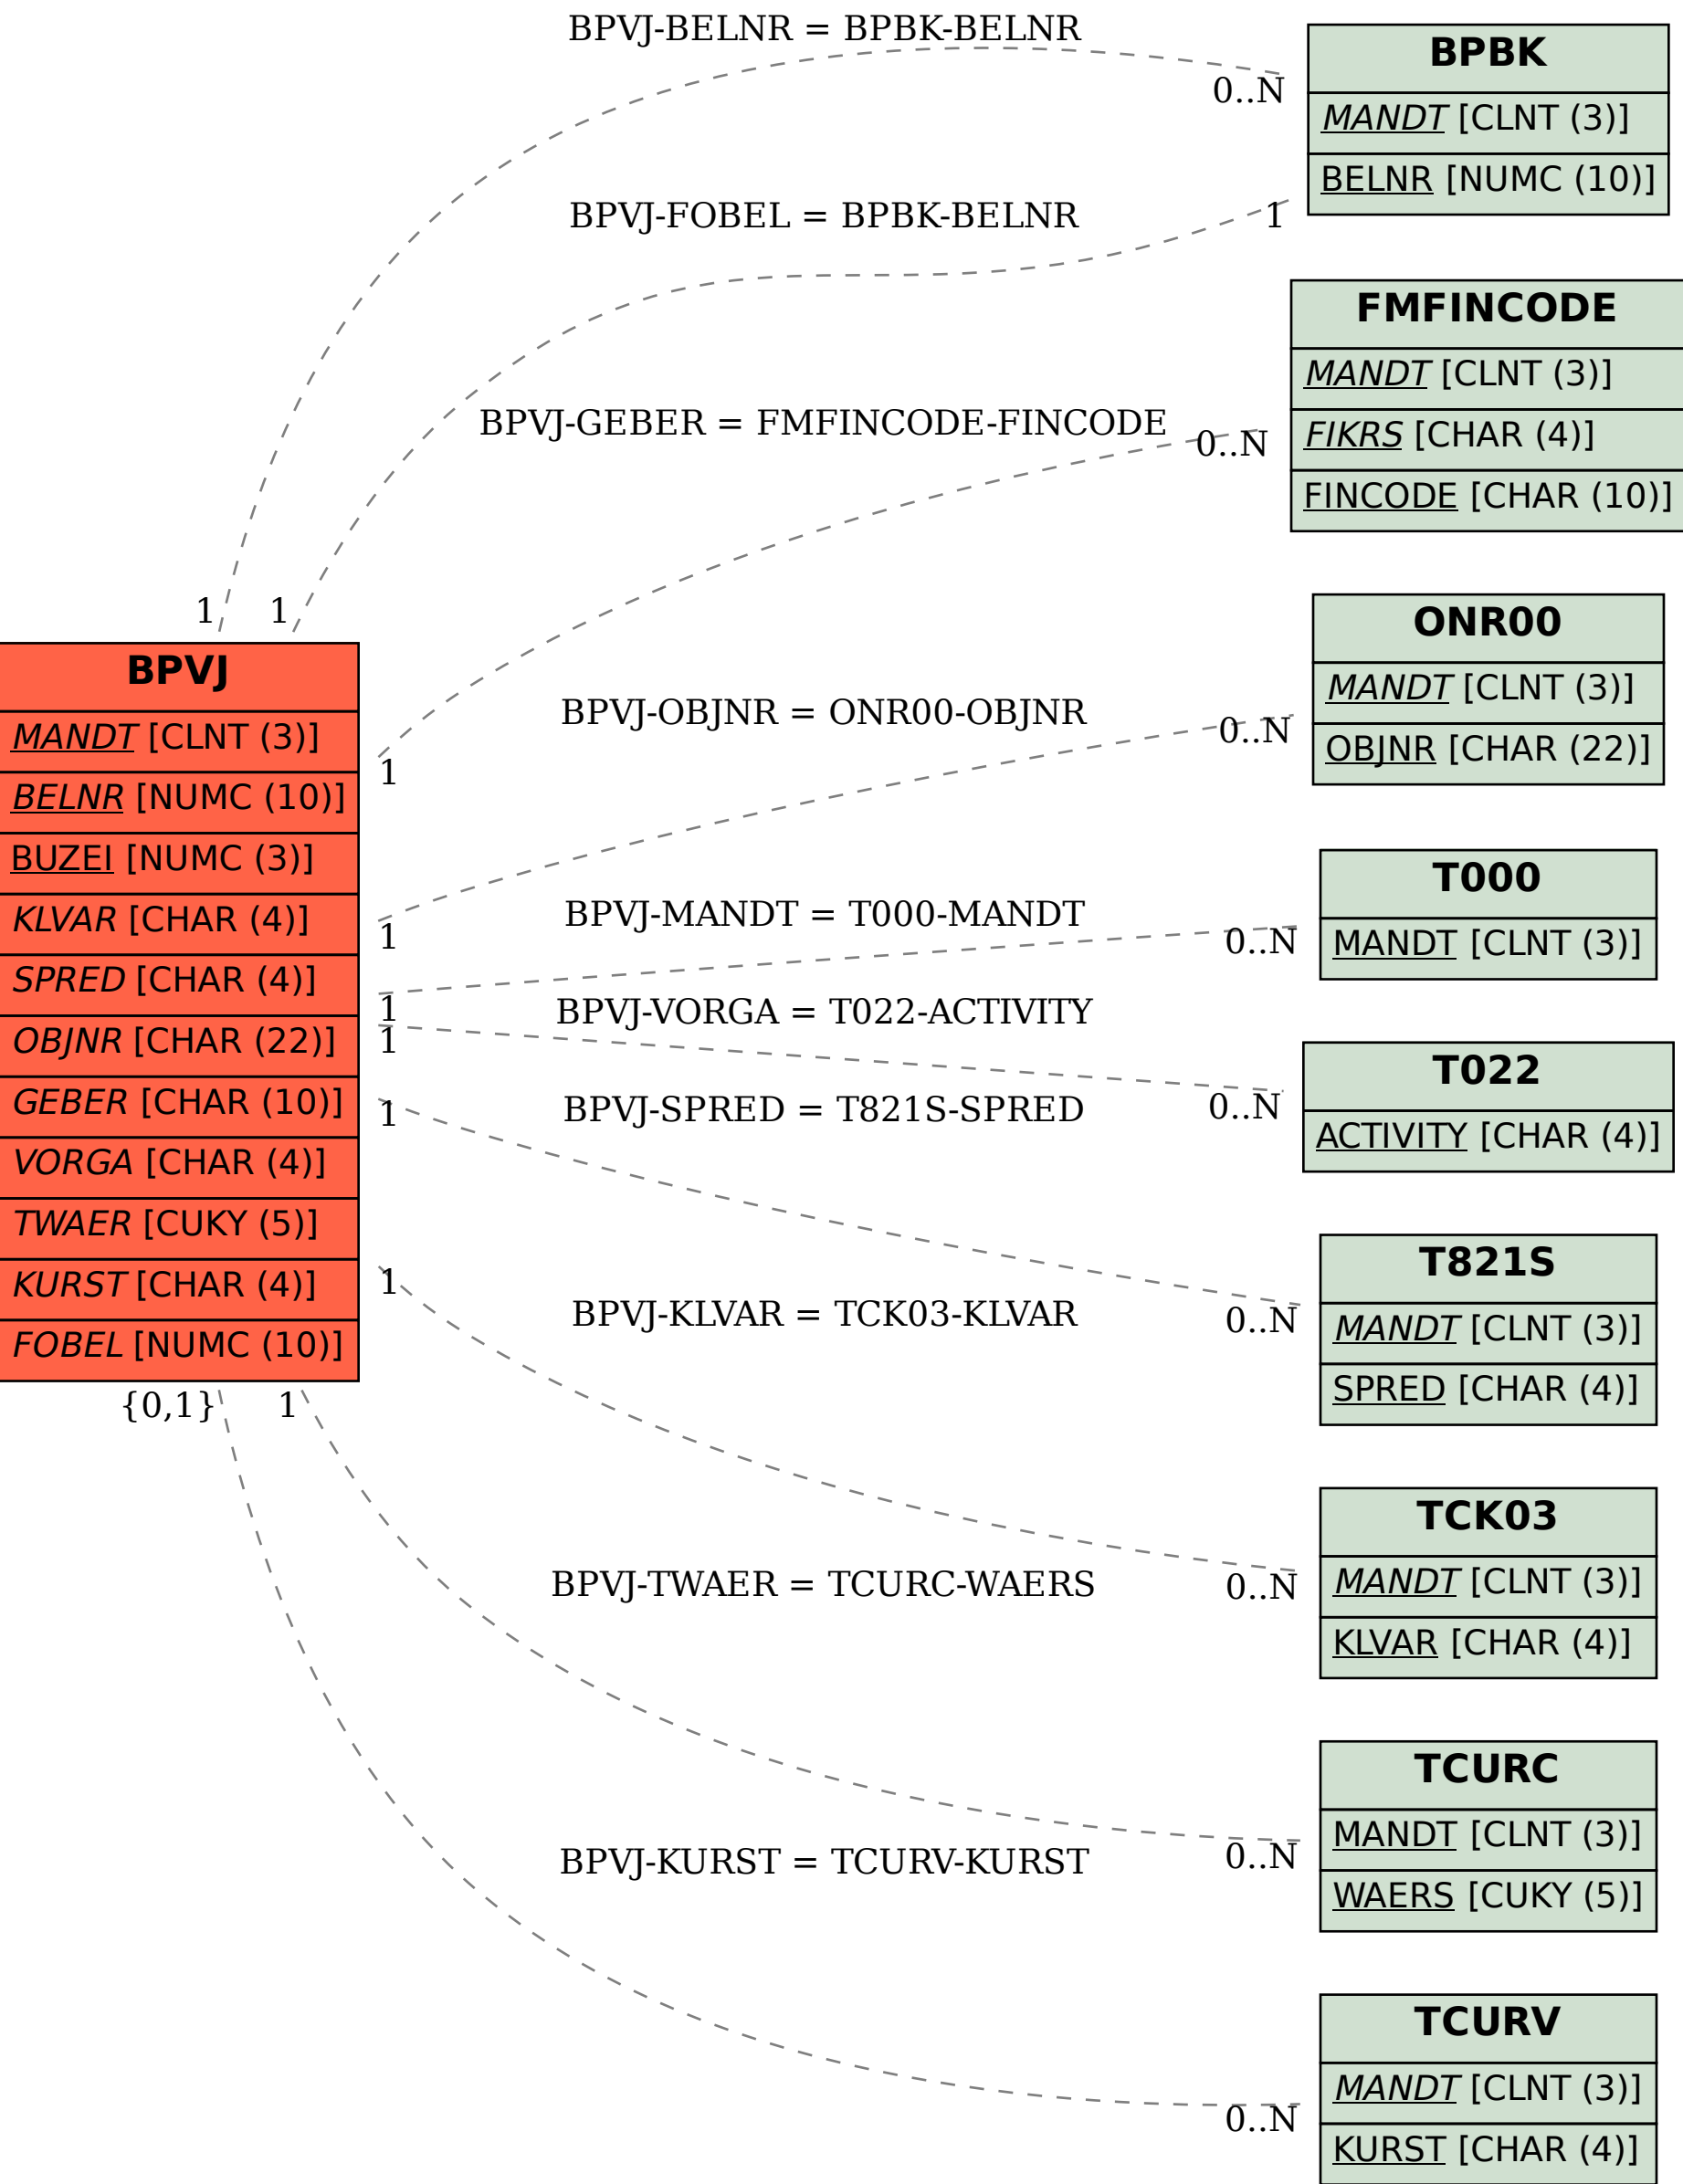 BPVJ-BELNR = BPBK-BELNR
0..N
BPBK
MANDT [CLNT (3)]
BELNR [NUMC (10)]
BPVJ-FOBEL = BPBK-BELNR
1
FMFINCODE
MANDT [CLNT (3)]
FIKRS [CHAR (4)]
FINCODE [CHAR (10)]
BPVJ-GEBER = FMFINCODE-FINCODE
0..N
1
1
BPVJ
MANDT [CLNT (3)]
BELNR [NUMC (10)]
BUZEI [NUMC (3)]
KLVAR [CHAR (4)]
SPRED [CHAR (4)]
OBJNR [CHAR (22)]
GEBER [CHAR (10)]
VORGA [CHAR (4)]
TWAER [CUKY (5)]
KURST [CHAR (4)]
FOBEL [NUMC (10)]
{0,1}
1
1
1
1
1
1
1
ONR00
MANDT [CLNT (3)]
OBJNR [CHAR (22)]
BPVJ-OBJNR = ONR00-OBJNR
0..N
T000
MANDT [CLNT (3)]
BPVJ-MANDT = T000-MANDT
0..N
BPVJ-VORGA = T022-ACTIVITY
0..N
T022
ACTIVITY [CHAR (4)]
BPVJ-SPRED = T821S-SPRED
0..N
T821S
MANDT [CLNT (3)]
SPRED [CHAR (4)]
BPVJ-KLVAR = TCK03-KLVAR
0..N
TCK03
MANDT [CLNT (3)]
KLVAR [CHAR (4)]
BPVJ-TWAER = TCURC-WAERS
0..N
TCURC
MANDT [CLNT (3)]
WAERS [CUKY (5)]
BPVJ-KURST = TCURV-KURST
0..N
TCURV
MANDT [CLNT (3)]
KURST [CHAR (4)]